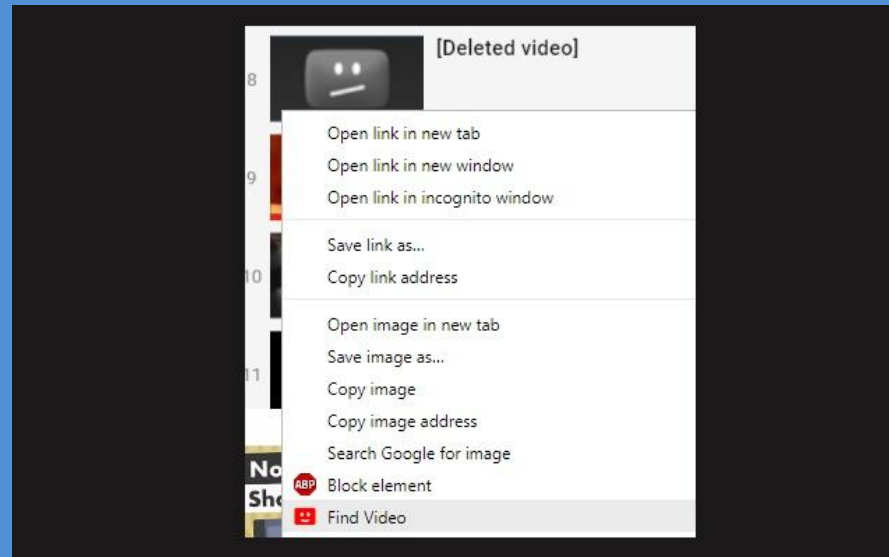 [Deleted video]
8
Open link in new tab
Open link in new window
9
Open link in incognito window
Save link as...
10
Copy link address
Open image in new tab
Save image as...
11
Copy image
Copy image address
Search Google for image
No
ABP Block element
Sho
Find Video